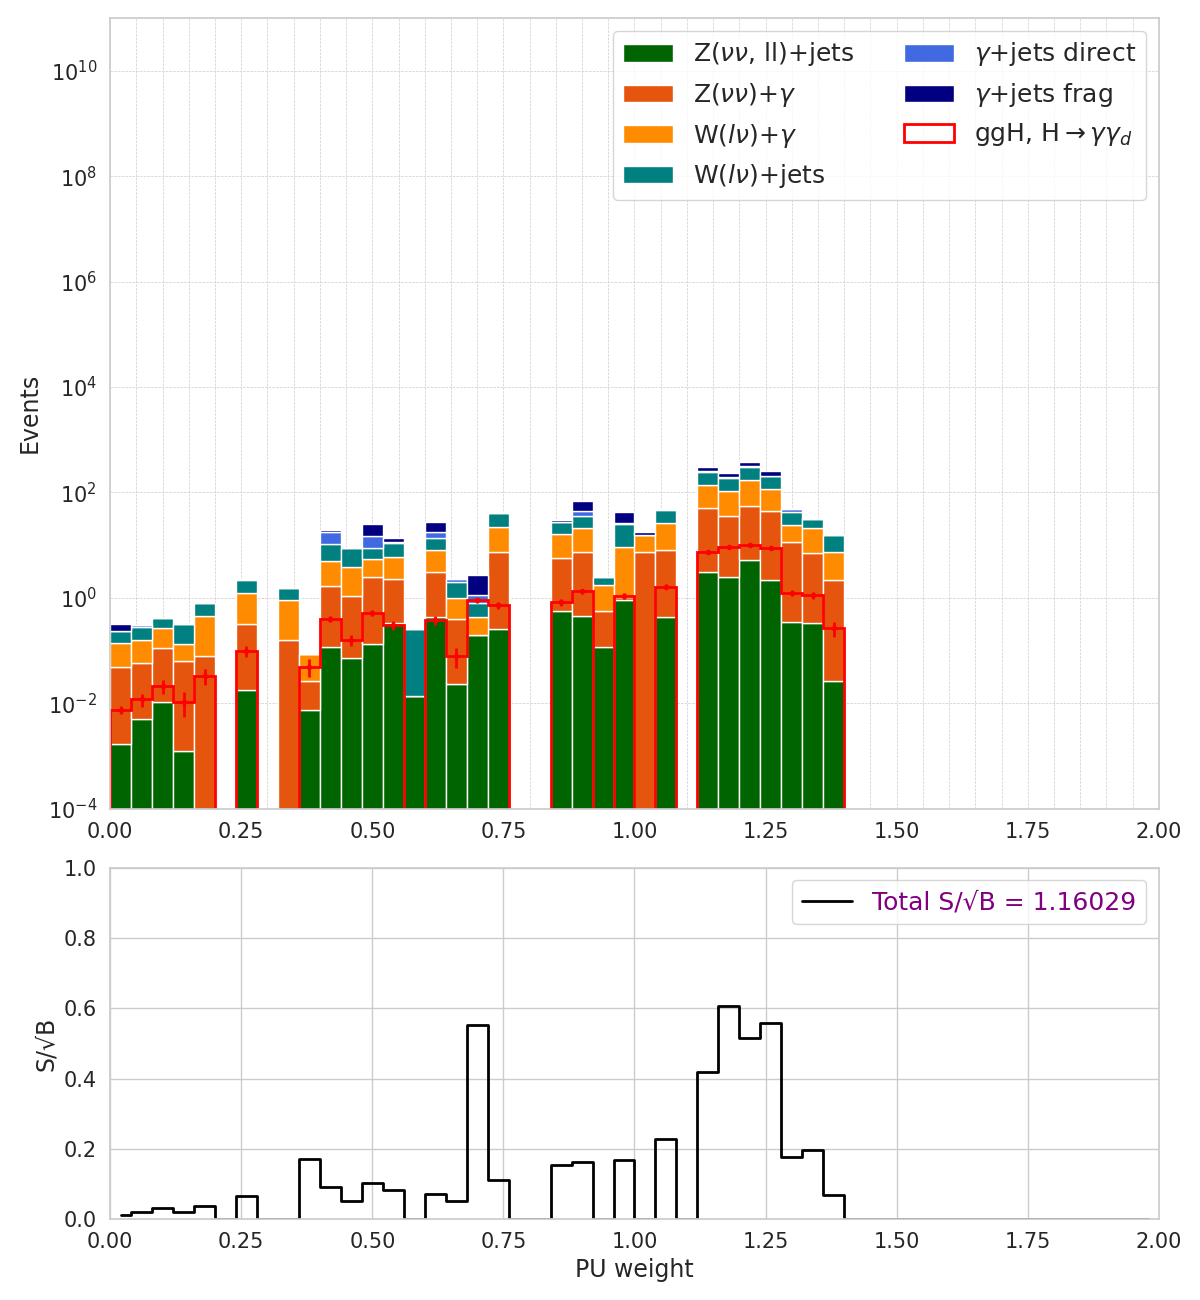 Z(νν, ll)+jets
Z(νν)+γ
W(lν)+γ
W(lν)+jets
γ+jets direct
γ+jets frag
ggH, H→γγ_d
Events
10^10
10^8
10^6
10^4
10^2
10^0
10^−2
10^−4
0.00 0.25 0.50 0.75 1.00 1.25 1.50 1.75 2.00
Total S/√B = 1.16029
S/√B
1.0
0.8
0.6
0.4
0.2
0.0
0.00 0.25 0.50 0.75 1.00 1.25 1.50 1.75 2.00
PU weight